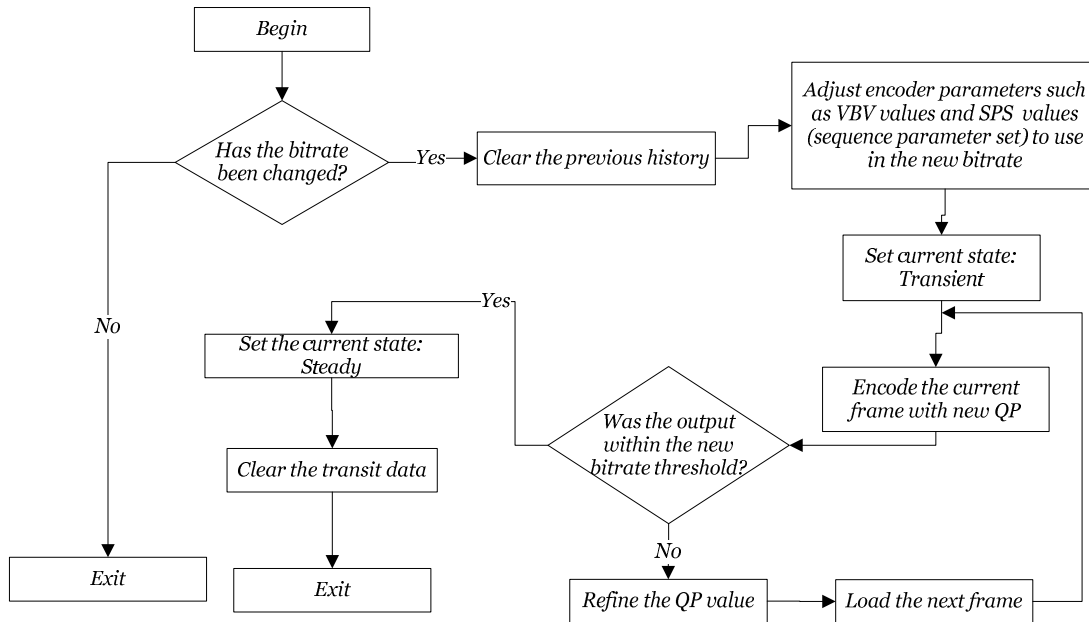 Begin
Has the bitrate
been changed?
Yes
Clear the previous history
Adjust encoder parameters such
as VBV values and SPS values
(sequence parameter set) to use
in the new bitrate
Set current state:
Transient
Encode the current
frame with new QP
Was the output
within the new
bitrate threshold?
Yes
Set the current state:
Steady
Clear the transit data
Exit
No
Exit
No
Refine the QP value
Load the next frame